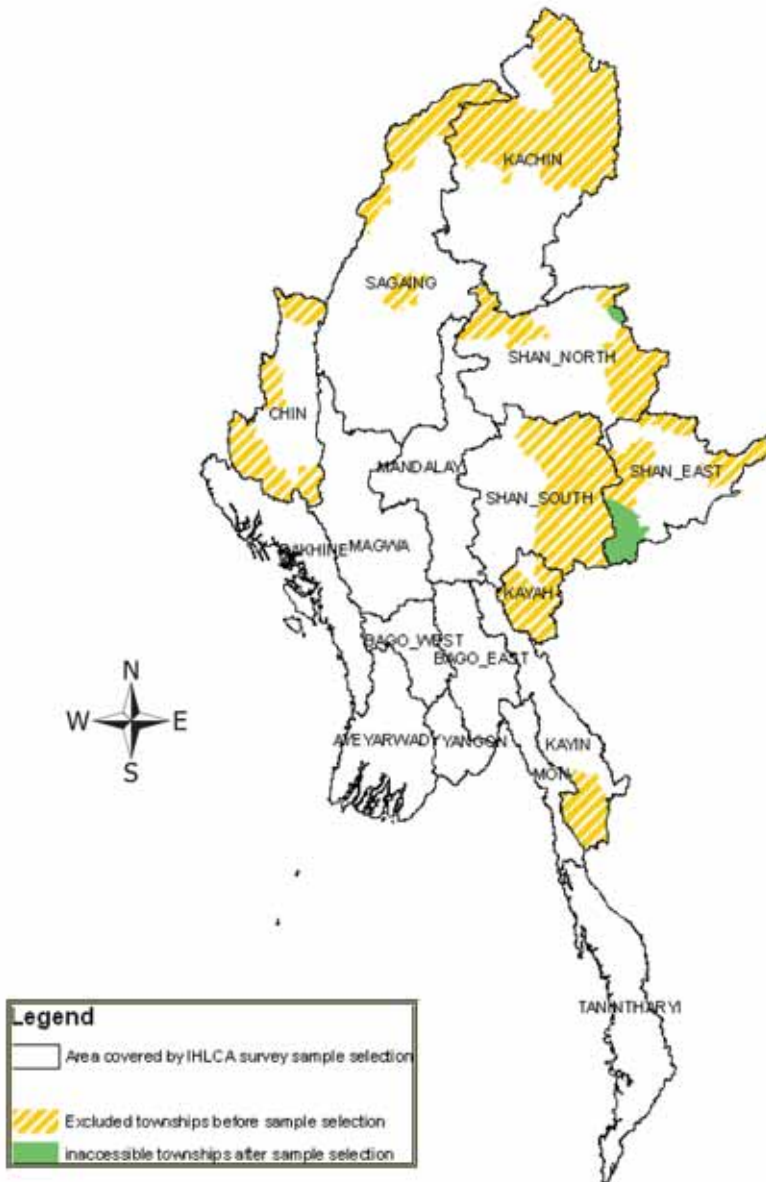 KACHIN
SAGAING
SHAN_NORTH
CHIN
MANDALAY
SHAN_EAST
SHAN_SOUTH
RAKHINE
MAGWA
KAYAH
BAGO_WEST
BAGO_EAST
N
W
E
S
AYEYARWADY
YANGON
KAYIN
MON
TANINTHARYI
Legend
Area covered by IHLCA survey sample selection
Excluded townships before sample selection
inaccessible townships after sample selection